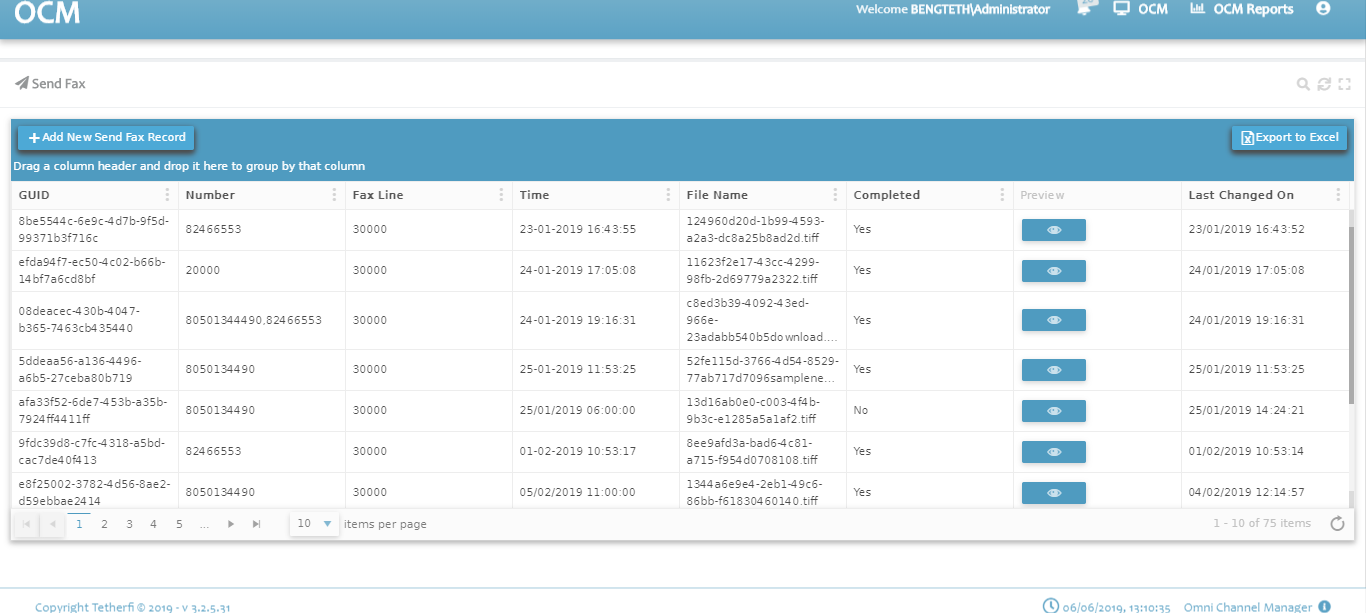 OCM
Welcome BENGTETH\Administrator
OCM
OCM Reports
Send Fax
Add New Send Fax Record
Export to Excel
Drag a column header and drop it here to group by that column
GUID Number Fax Line Time File Name Completed Preview Last Changed On
8be5544c-6e9c-4d7b-9f5d-
99371b3f716c
82466553
30000
23-01-2019 16:43:55
124960d20d-1b99-4593-
a2a3-dc8a25b8ad2d.tiff
Yes
23/01/2019 16:43:52
efda94f7-ec50-4c02-b66b-
14bf7a6cd8bf
20000
30000
24-01-2019 17:05:08
11623f2e17-43cc-4299-
98fb-2d69779a2322.tiff
Yes
24/01/2019 17:05:08
08deacec-430b-4047-
b365-7463cb435440
80501344490,82466553
30000
24-01-2019 19:16:31
c8ed3b39-4092-43ed-
966e-
23adabb540b5download....
Yes
24/01/2019 19:16:31
5ddeaa56-a136-4496-
a6b5-27ceba80b719
8050134490
30000
25-01-2019 11:53:25
52fe115d-3766-4d54-8529-
77ab717d7096samplene...
Yes
25/01/2019 11:53:25
afa33f52-6de7-453b-a35b-
7924ff4411ff
8050134490
30000
25/01/2019 06:00:00
13d16ab0e0-c003-4f4b-
9b3c-e1285a5a1af2.tiff
No
25/01/2019 14:24:21
9fdc39d8-c7fc-4318-a5bd-
cac7de40f413
82466553
30000
01-02-2019 10:53:17
8ee9afd3a-bad6-4c81-
a715-f954d0708108.tiff
Yes
01/02/2019 10:53:14
e8f25002-3782-4d56-8ae2-
d59ebbae2414
8050134490
30000
05/02/2019 11:00:00
1344a6e9e4-2eb1-49c6-
86bb-f61830460140.tiff
Yes
04/02/2019 12:14:57
1 2 3 4 5 ... 10 items per page
1 - 10 of 75 items
Copyright Tetherfi © 2019 - v 3.2.5.31
06/06/2019, 13:10:35 Omni Channel Manager